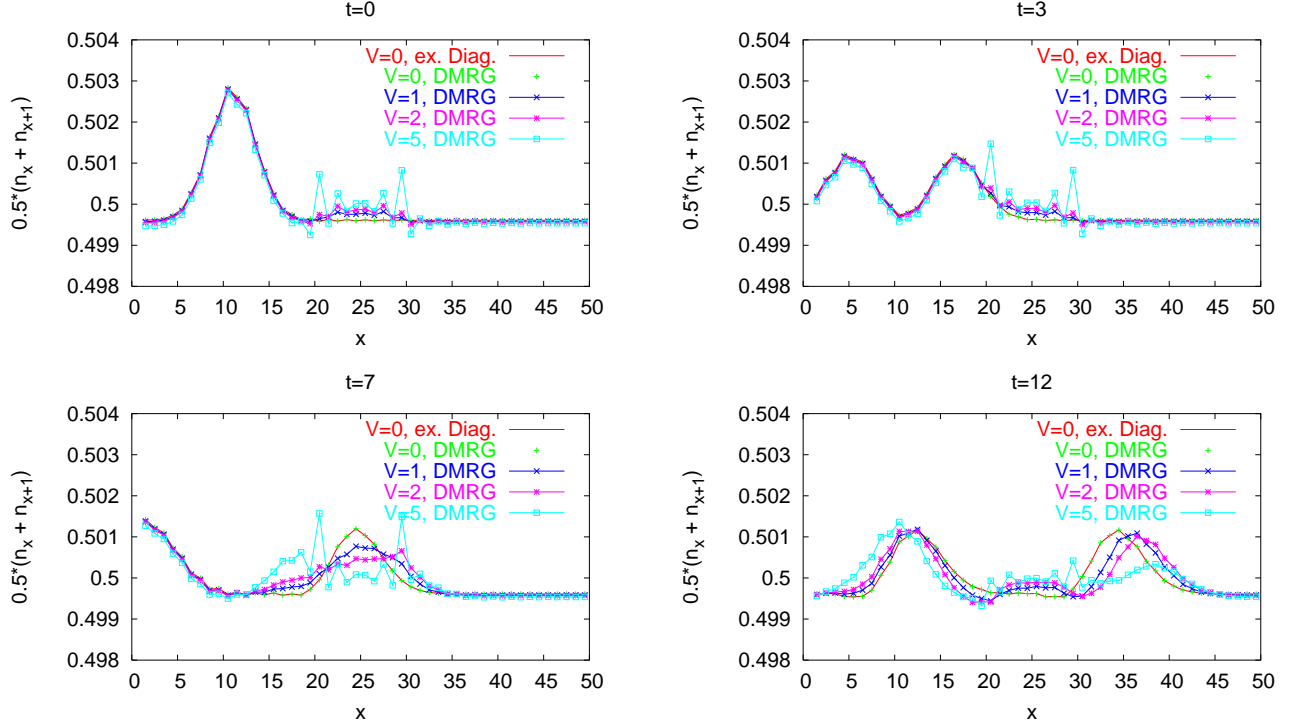 t=0
0.5*(n_x + n_{x+1})
0.504
0.503
0.502
0.501
0.5
0.499
0.498
V=0, ex. Diag.
V=0, DMRG
V=1, DMRG
V=2, DMRG
V=5, DMRG
0 5 10 15 20 25 30 35 40 45 50
x
t=3
0.5*(n_x + n_{x+1})
0.504
0.503
0.502
0.501
0.5
0.499
0.498
V=0, ex. Diag.
V=0, DMRG
V=1, DMRG
V=2, DMRG
V=5, DMRG
0 5 10 15 20 25 30 35 40 45 50
x
t=7
0.5*(n_x + n_{x+1})
0.504
0.503
0.502
0.501
0.5
0.499
0.498
V=0, ex. Diag.
V=0, DMRG
V=1, DMRG
V=2, DMRG
V=5, DMRG
0 5 10 15 20 25 30 35 40 45 50
x
t=12
0.5*(n_x + n_{x+1})
0.504
0.503
0.502
0.501
0.5
0.499
0.498
V=0, ex. Diag.
V=0, DMRG
V=1, DMRG
V=2, DMRG
V=5, DMRG
0 5 10 15 20 25 30 35 40 45 50
x